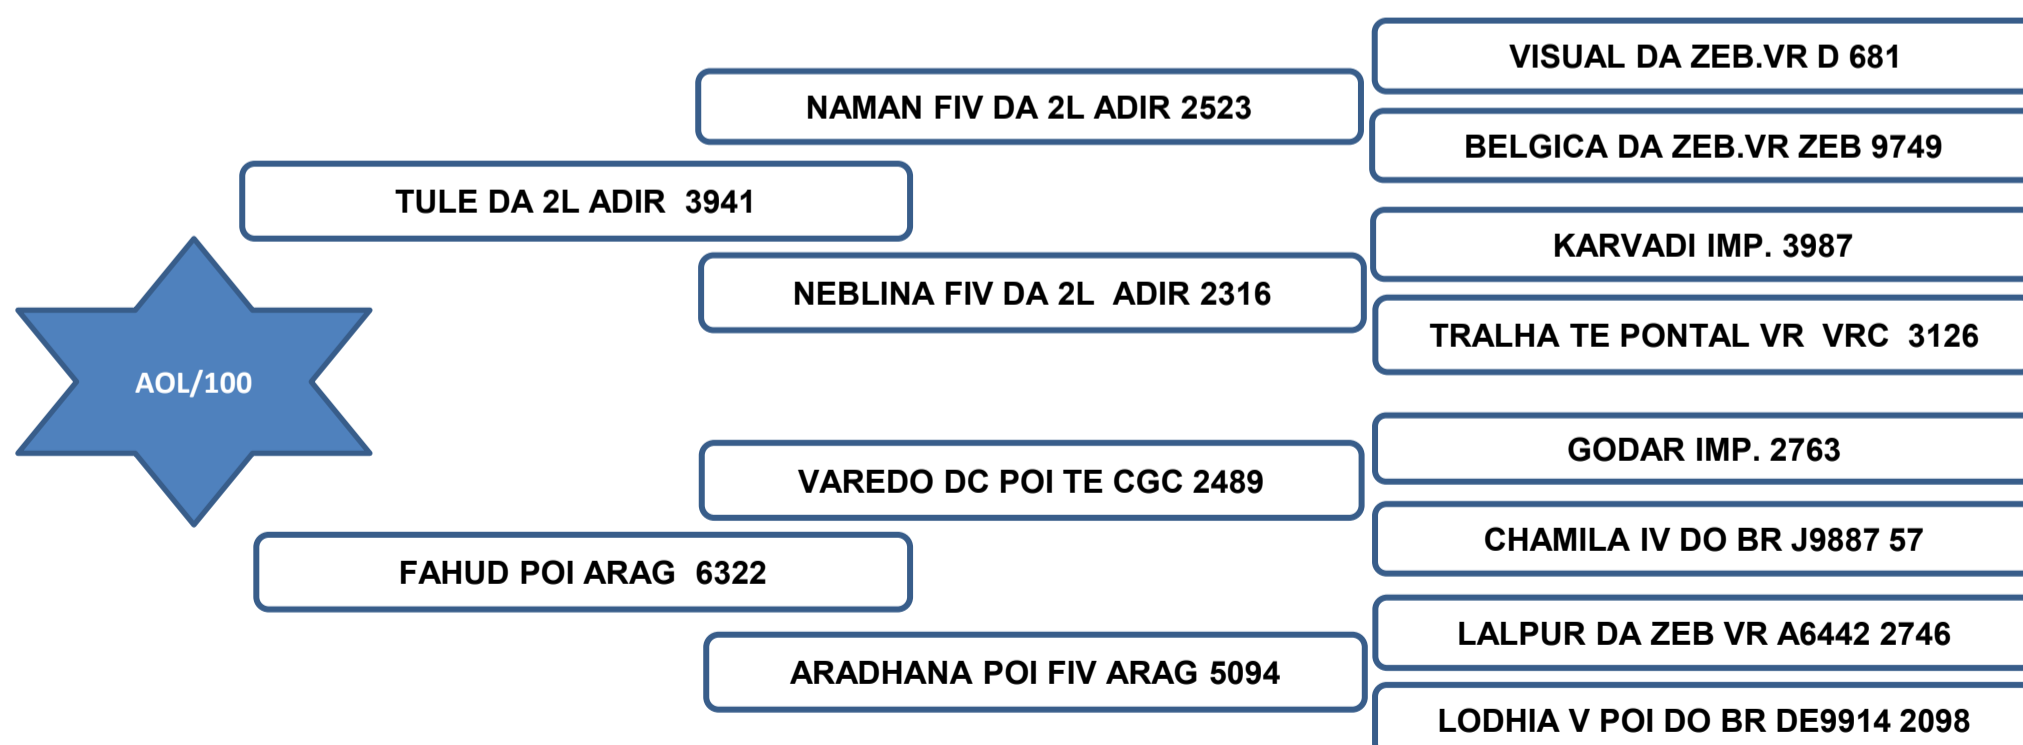 VISUAL DA ZEB.VR D 681
NAMAN FIV DA 2L ADIR 2523
BELGICA DA ZEB.VR ZEB 9749
TULE DA 2L ADIR  3941
KARVADI IMP. 3987
NEBLINA FIV DA 2L  ADIR 2316
TRALHA TE PONTAL VR  VRC  3126
AOL/100
GODAR IMP. 2763
VAREDO DC POI TE CGC 2489
CHAMILA IV DO BR J9887 57
FAHUD POI ARAG  6322
LALPUR DA ZEB VR A6442 2746
ARADHANA POI FIV ARAG 5094
LODHIA V POI DO BR DE9914 2098